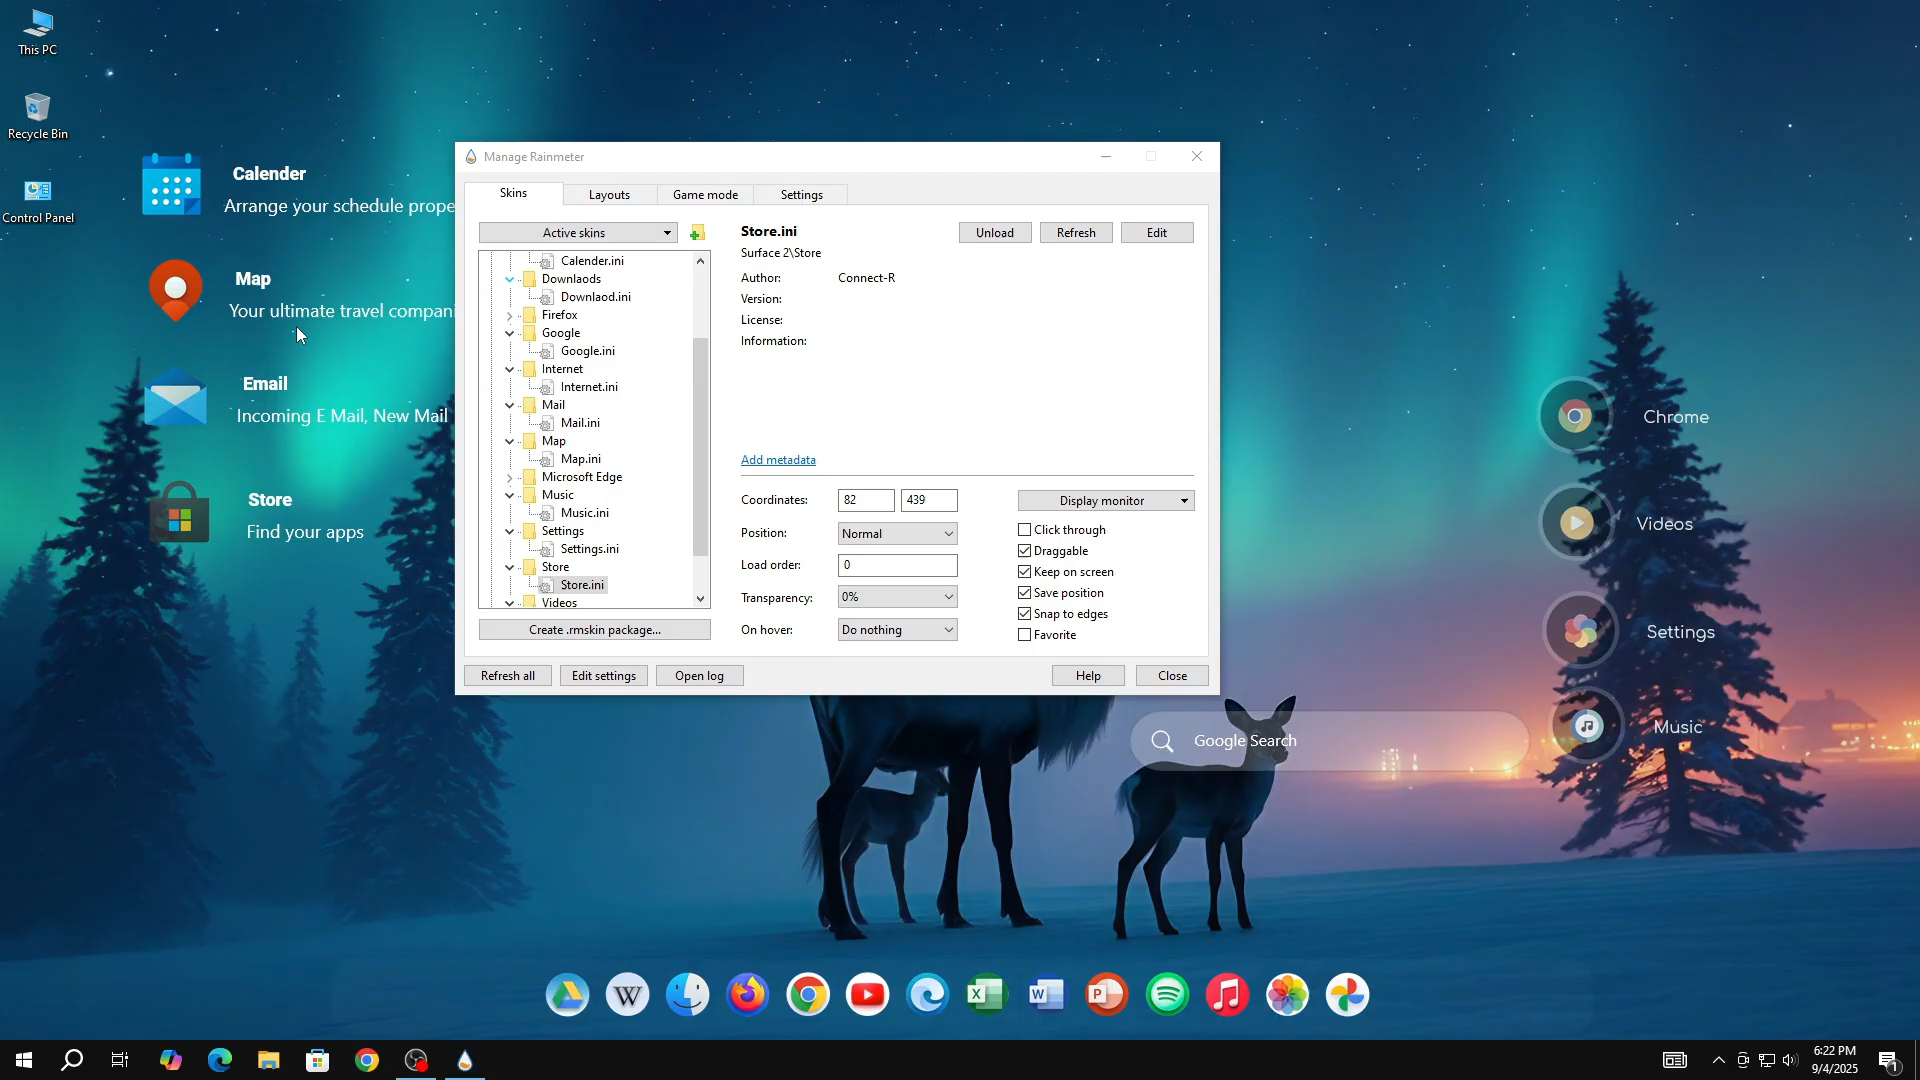 This PC
Recycle Bin
Control Panel
Calender
Arrange your schedule prope
Map
Your ultimate travel compani
Email
Incoming E Mail, New Mail
Store
Find your apps
Manage Rainmeter
Skins
Layouts
Game mode
Settings
Active skins
Calender.ini
Downlaods
Downlaod.ini
Firefox
Google
Google.ini
Internet
Internet.ini
Mail
Mail.ini
Map
Map.ini
Microsoft Edge
Music
Music.ini
Settings
Settings.ini
Store
Store.ini
Videos
Create .rmskin package...
Store.ini
Surface 2\Store
Unload
Refresh
Edit
Author: Connect-R
Version:
License:
Information:
Add metadata
Coordinates: 82 439
Position: Normal
Load order: 0
Transparency: 0%
On hover: Do nothing
Display monitor
Click through
Draggable
Keep on screen
Save position
Snap to edges
Favorite
Refresh all
Edit settings
Open log
Help
Close
Chrome
Videos
Settings
Music
Google Search
W
X
W
P
6:22 PM
9/4/2025
1